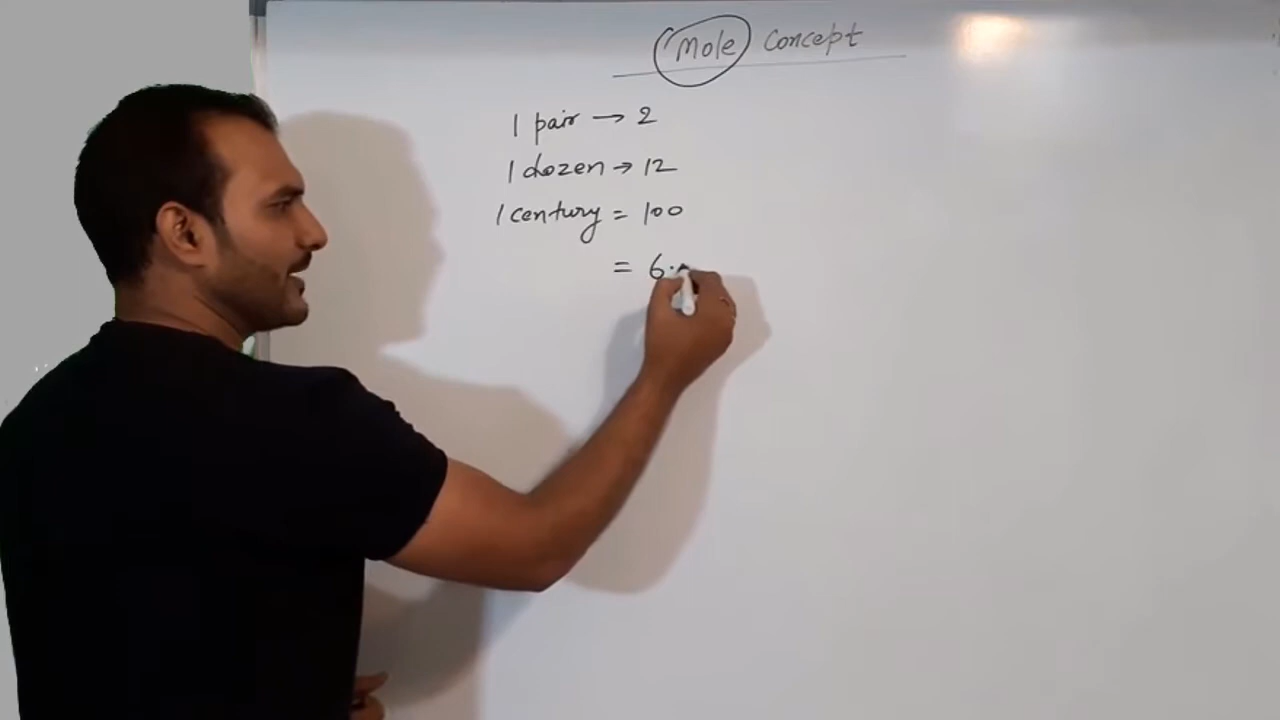 Mole Concept
1 pair → 2
1 dozen → 12
1 century = 100
= 6.